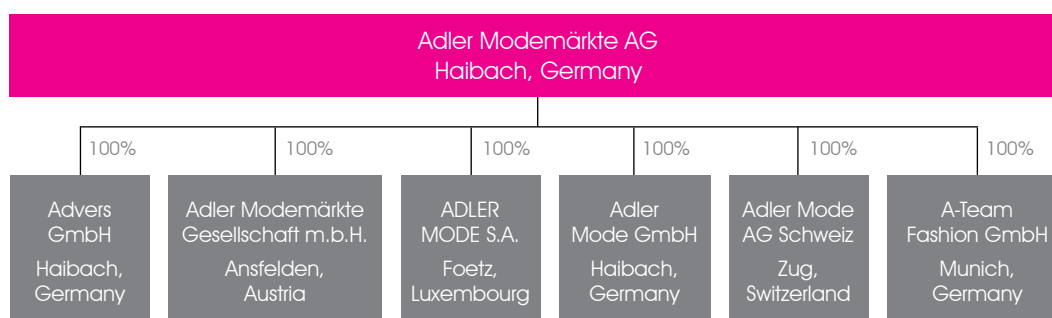 Adler Modemärkte AG
Haibach, Germany
100%
100%
100%
100%
100%
100%
Advers
GmbH
Haibach,
Germany
Adler Modemärkte
Gesellschaft m.b.H.
Ansfelden,
Austria
ADLER
MODE S.A.
Foetz,
Luxembourg
Adler
Mode GmbH
Haibach,
Germany
Adler Mode
AG Schweiz
Zug,
Switzerland
A-Team
Fashion GmbH
Munich,
Germany